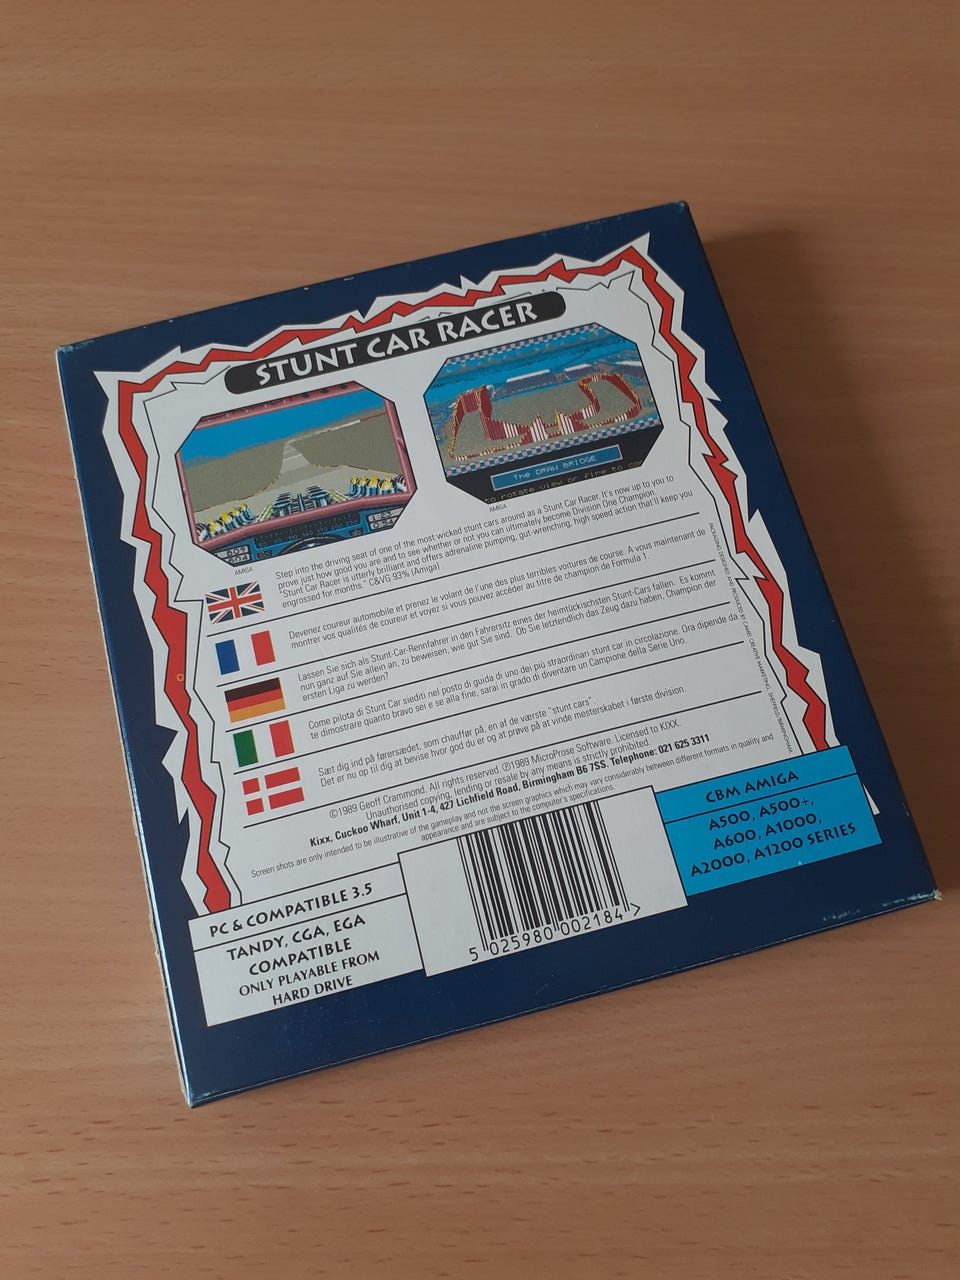 STUNT CAR RACER
The DRAW BRIDGE
to rotate view or fire to con
AMIGA
AMIGA
Step into the driving seat of one of the most wicked stunt cars around as a Stunt Car Racer. It's now up to you to
prove just how good you are and to see whether or not you can ultimately become Division One Champion
"Stunt Car Racer is utterly brilliant and offers adrenaline pumping, gut-wrenching, high speed action that'll keep you
engrossed for months." C&VG 93% (Amiga)
Devenez coureur automobile et prenez le volant de l'une des plus terribles voitures de course. A vous maintenant de
montrer vos qualités de coureur et voyez si vous pouvez accéder au titre de champion de Formula 1
Lassen Sie sich als Stunt-Car-Rennfahrer in den Fahrersitz eines der heimtückischsten Stunt-Cars fallen. Es kommt
nun ganz auf Sie allein an, zu beweisen, wie gut Sie sind. Ob Sie letztendlich das Zeug dazu haben, Champion der
ersten Liga zu werden?
Come pilota di Stunt Car siediti nel posto di guida di uno dei più straordinari stunt car in circolazione. Ora dipende da
te dimostrare quanto bravo sei e se alla fine, sarai in grado di diventare un Campione della Serie Uno.
Sæt dig ind på førersædet, som chauffør på, en af de værste "stunt cars".
Det er nu op til dig at bevise hvor god du er og at prøve på at vinde mesterskabet i første division.
©1989 Geoff Crammond. All rights reserved. ℗1989 MicroProse Software. Licensed to KIXX.
Unauthorised copying, lending or resale by any means is strictly prohibited.
Kixx, Cuckoo Wharf, Unit 1-4, 427 Lichfield Road, Birmingham B6 7SS. Telephone: 021 625 3311
Screen shots are only intended to be illustrative of the gameplay and not the screen graphics which may vary considerably between different formats in quality and
appearance and are subject to the computer's specifications.
PACKAGING DESIGNED AND PRODUCED BY CAMEL CREATIVE MARKETING, SHEFFIELD/BIRMINGHAM.
PC & COMPATIBLE 3.5
TANDY, CGA, EGA
COMPATIBLE
ONLY PLAYABLE FROM
HARD DRIVE
5 025980 002184 >
CBM AMIGA
A500, A500+,
A600, A1000,
A2000, A1200 SERIES